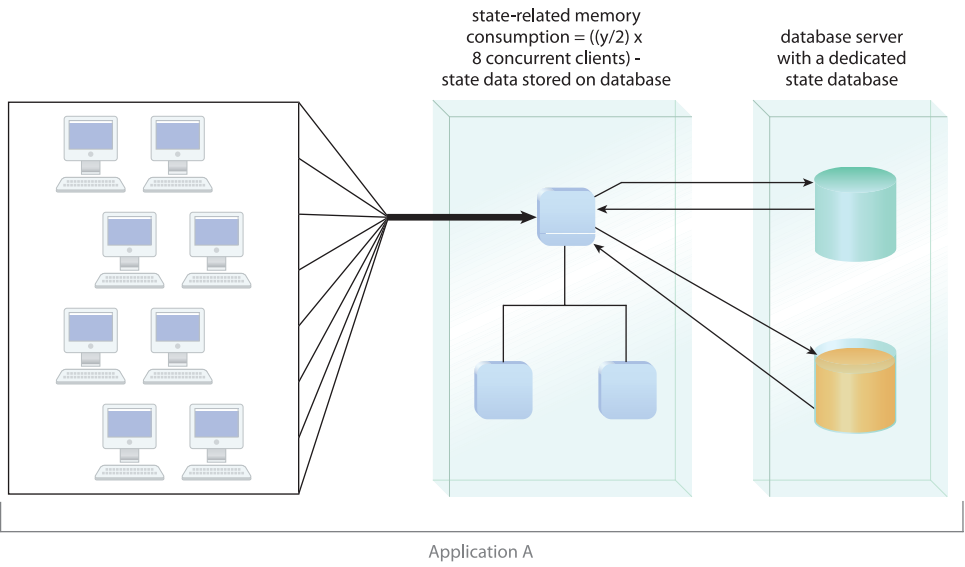 state-related memory
consumption = ((y/2) x
8 concurrent clients) -
state data stored on database
database server
with a dedicated
state database
Application A